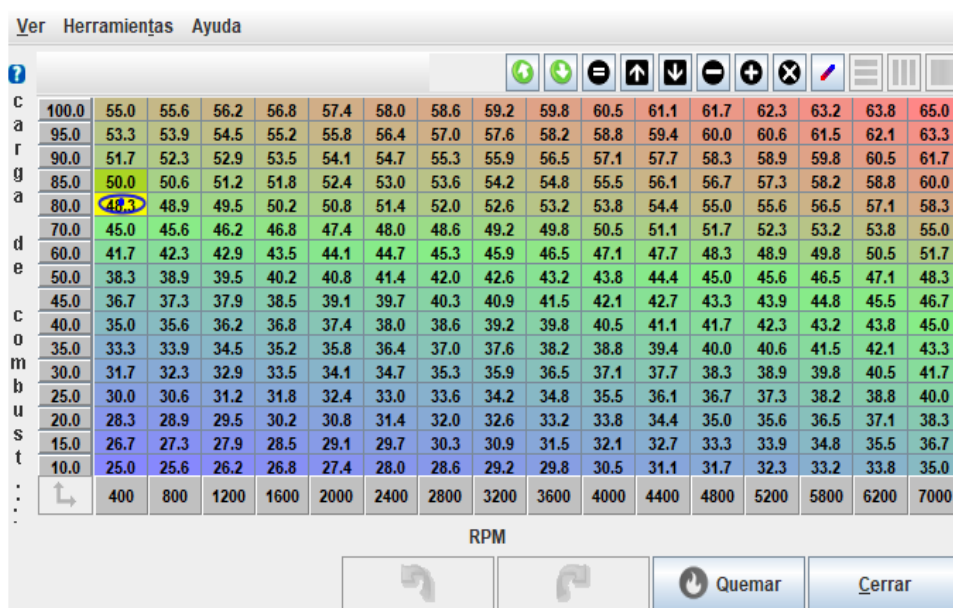 Ver Herramientas Ayuda
carga de combust....
100.0 55.0 55.6 56.2 56.8 57.4 58.0 58.6 59.2 59.8 60.5 61.1 61.7 62.3 63.2 63.8 65.0
95.0 53.3 53.9 54.5 55.2 55.8 56.4 57.0 57.6 58.2 58.8 59.4 60.0 60.6 61.5 62.1 63.3
90.0 51.7 52.3 52.9 53.5 54.1 54.7 55.3 55.9 56.5 57.1 57.7 58.3 58.9 59.8 60.5 61.7
85.0 50.0 50.6 51.2 51.8 52.4 53.0 53.6 54.2 54.8 55.5 56.1 56.7 57.3 58.2 58.8 60.0
80.0 48.3 48.9 49.5 50.2 50.8 51.4 52.0 52.6 53.2 53.8 54.4 55.0 55.6 56.5 57.1 58.3
70.0 45.0 45.6 46.2 46.8 47.4 48.0 48.6 49.2 49.8 50.5 51.1 51.7 52.3 53.2 53.8 55.0
60.0 41.7 42.3 42.9 43.5 44.1 44.7 45.3 45.9 46.5 47.1 47.7 48.3 48.9 49.8 50.5 51.7
50.0 38.3 38.9 39.5 40.2 40.8 41.4 42.0 42.6 43.2 43.8 44.4 45.0 45.6 46.5 47.1 48.3
45.0 36.7 37.3 37.9 38.5 39.1 39.7 40.3 40.9 41.5 42.1 42.7 43.3 43.9 44.8 45.5 46.7
40.0 35.0 35.6 36.2 36.8 37.4 38.0 38.6 39.2 39.8 40.5 41.1 41.7 42.3 43.2 43.8 45.0
35.0 33.3 33.9 34.5 35.2 35.8 36.4 37.0 37.6 38.2 38.8 39.4 40.0 40.6 41.5 42.1 43.3
30.0 31.7 32.3 32.9 33.5 34.1 34.7 35.3 35.9 36.5 37.1 37.7 38.3 38.9 39.8 40.5 41.7
25.0 30.0 30.6 31.2 31.8 32.4 33.0 33.6 34.2 34.8 35.5 36.1 36.7 37.3 38.2 38.8 40.0
20.0 28.3 28.9 29.5 30.2 30.8 31.4 32.0 32.6 33.2 33.8 34.4 35.0 35.6 36.5 37.1 38.3
15.0 26.7 27.3 27.9 28.5 29.1 29.7 30.3 30.9 31.5 32.1 32.7 33.3 33.9 34.8 35.5 36.7
10.0 25.0 25.6 26.2 26.8 27.4 28.0 28.6 29.2 29.8 30.5 31.1 31.7 32.3 33.2 33.8 35.0
400 800 1200 1600 2000 2400 2800 3200 3600 4000 4400 4800 5200 5800 6200 7000
RPM
Quemar Cerrar